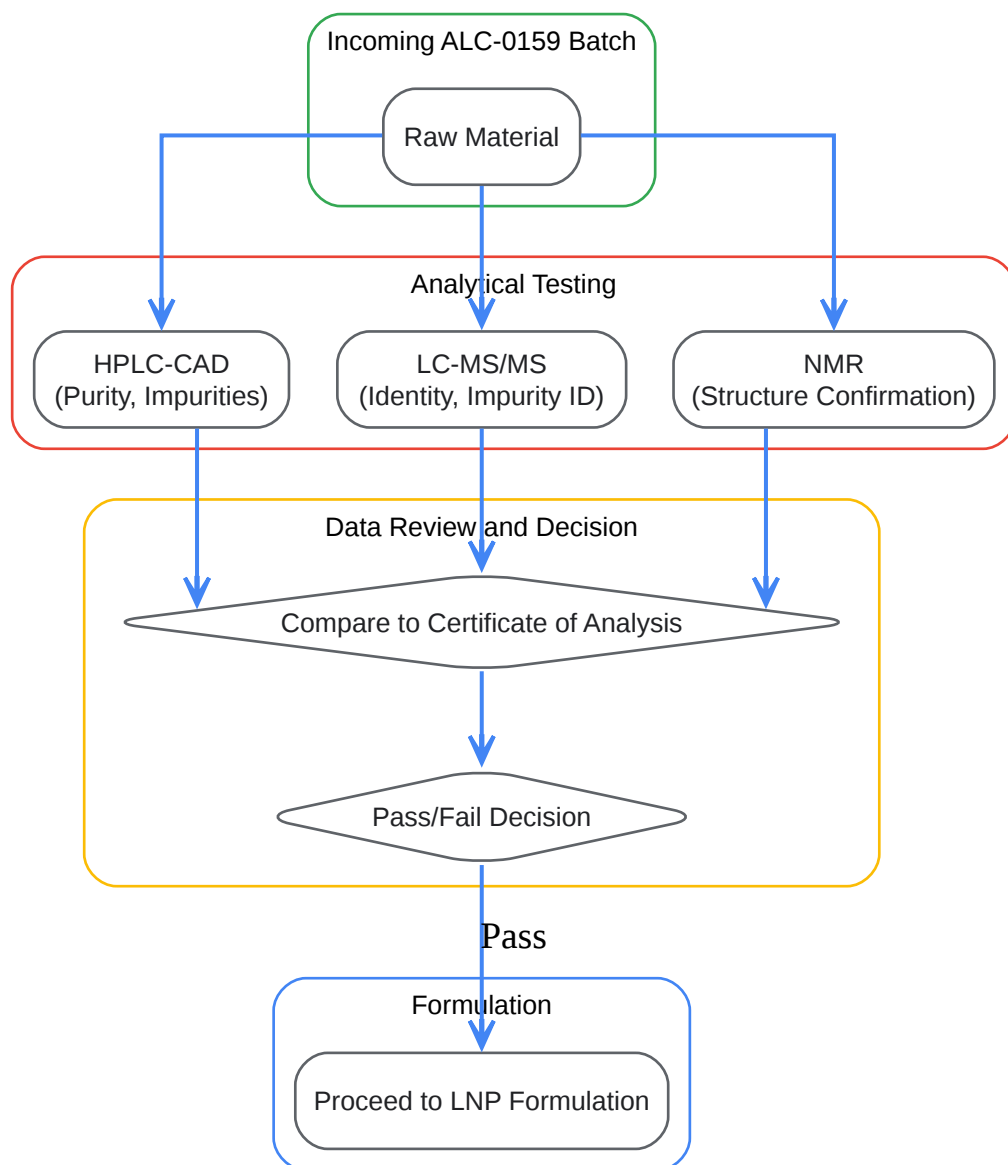 Incoming ALC-0159 Batch
Raw Material
Analytical Testing
HPLC-CAD
(Purity, Impurities)
LC-MS/MS
(Identity, Impurity ID)
NMR
(Structure Confirmation)
Data Review and Decision
Compare to Certificate of Analysis
Pass/Fail Decision
Pass
Formulation
Proceed to LNP Formulation